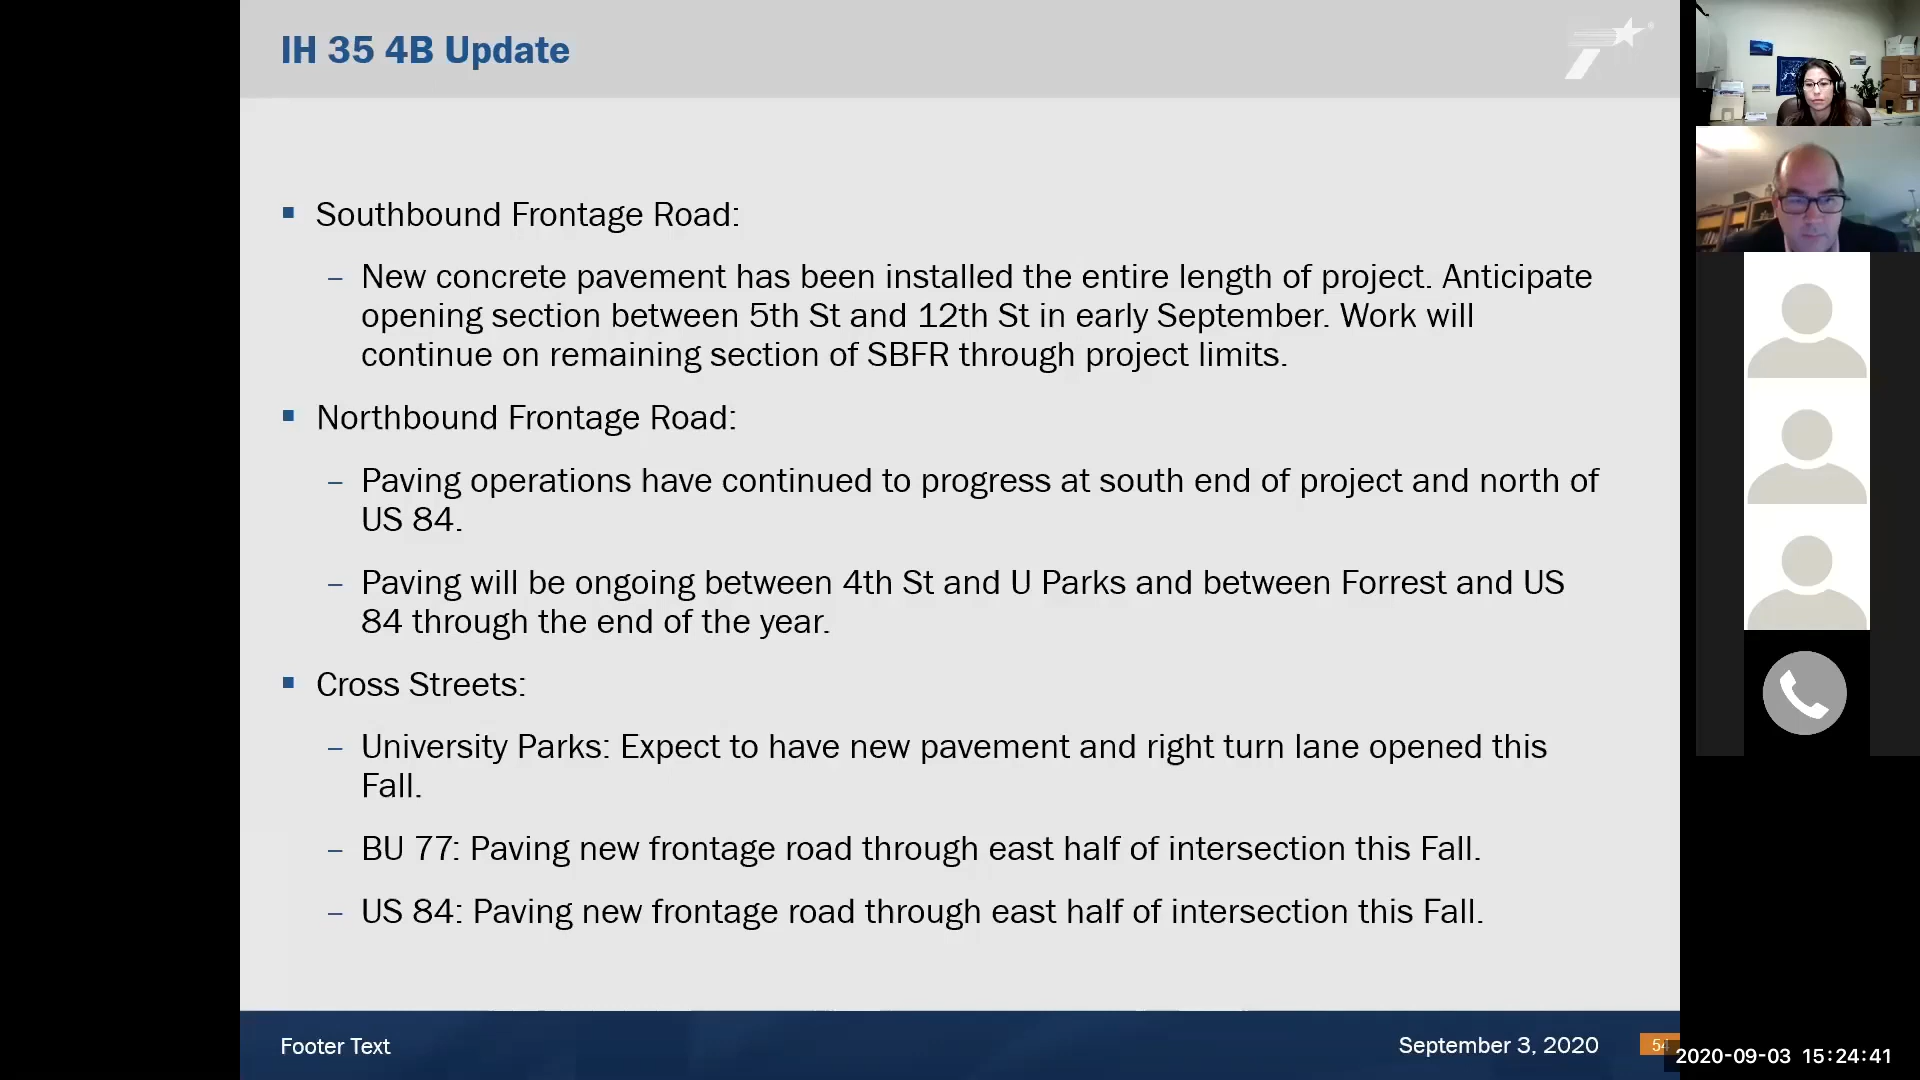 IH 35 4B Update
Southbound Frontage Road:
– New concrete pavement has been installed the entire length of project. Anticipate
opening section between 5th St and 12th St in early September. Work will
continue on remaining section of SBFR through project limits.
Northbound Frontage Road:
– Paving operations have continued to progress at south end of project and north of
US 84.
– Paving will be ongoing between 4th St and U Parks and between Forrest and US
84 through the end of the year.
Cross Streets:
– University Parks: Expect to have new pavement and right turn lane opened this
Fall.
– BU 77: Paving new frontage road through east half of intersection this Fall.
– US 84: Paving new frontage road through east half of intersection this Fall.
Footer Text
September 3, 2020
2020-09-03 15:24:41